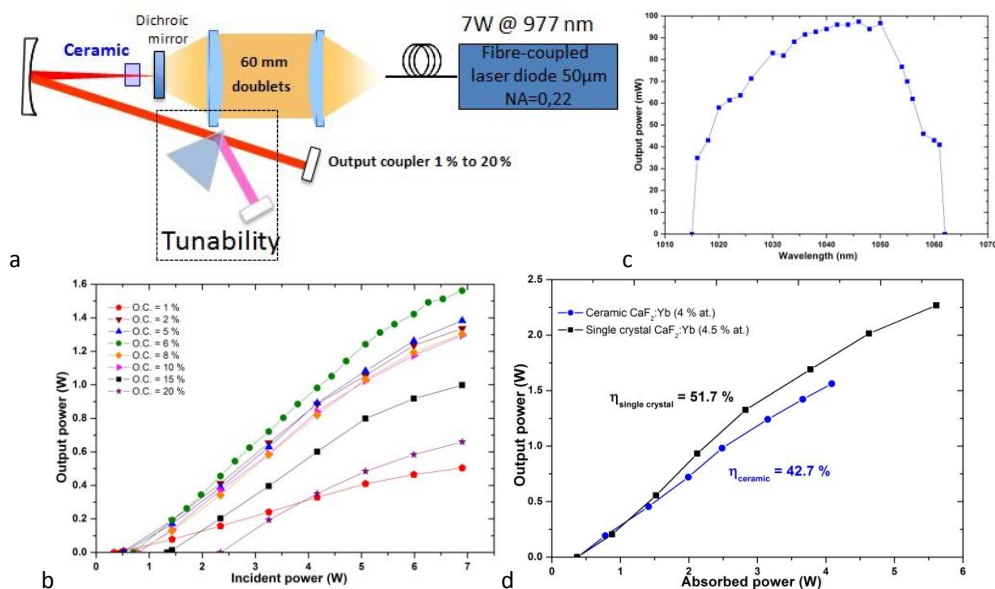 Dichroic
mirror
Ceramic
60 mm
doublets
7W @ 977 nm
Fibre-coupled
laser diode 50µm
NA=0,22
Output coupler 1 % to 20 %
Tunability
a
Output power (mW)
100
90
80
70
60
50
40
30
20
10
0
1010 1020 1030 1040 1050 1060 1070
Wavelength (nm)
c
Output power (W)
1.6
1.4
1.2
1.0
0.8
0.6
0.4
0.2
0.0
O.C. = 1 %
O.C. = 2 %
O.C. = 5 %
O.C. = 6 %
O.C. = 8 %
O.C. = 10 %
O.C. = 15 %
O.C. = 20 %
0 1 2 3 4 5 6 7
Incident power (W)
b
Output power (W)
2.5
2.0
1.5
1.0
0.5
0.0
Ceramic CaF₂:Yb (4 % at.)
Single crystal CaF₂:Yb (4.5 % at.)
η single crystal = 51.7 %
η ceramic = 42.7 %
0 1 2 3 4 5 6
Absorbed power (W)
d